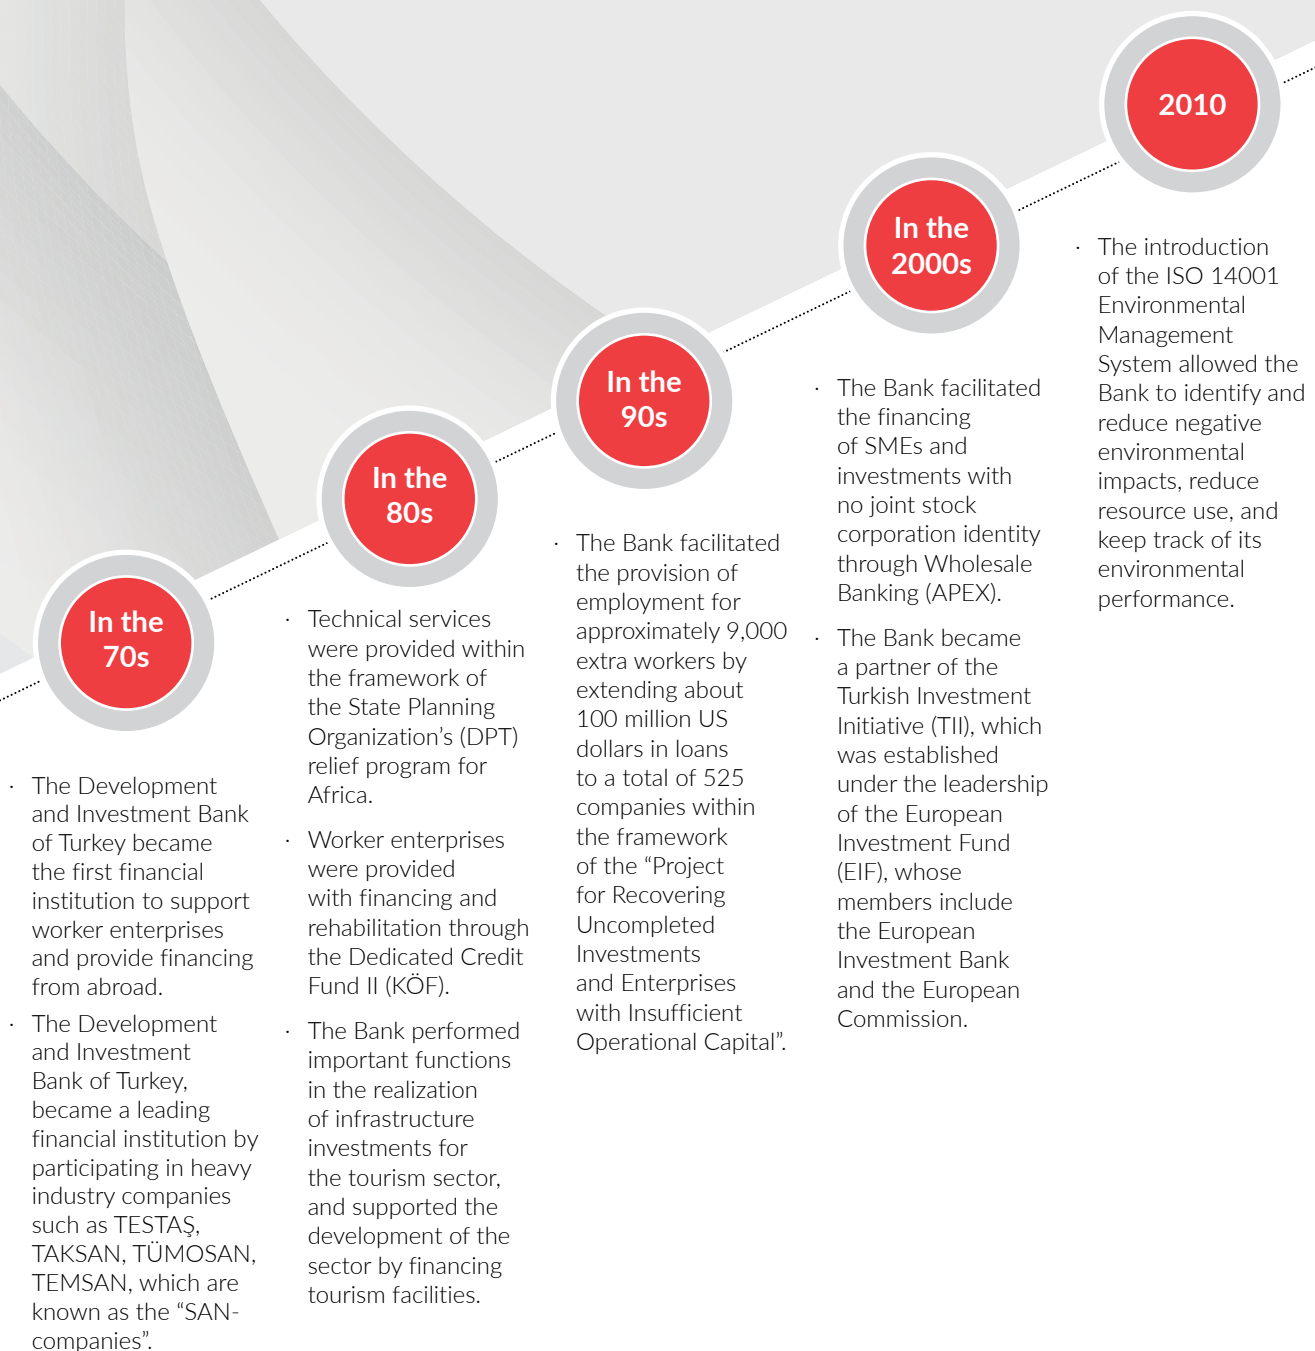 In the
70s
· The Development
and Investment Bank
of Turkey became
the first financial
institution to support
worker enterprises
and provide financing
from abroad.
· The Development
and Investment
Bank of Turkey,
became a leading
financial institution by
participating in heavy
industry companies
such as TESTAŞ,
TAKSAN, TÜMOSAN,
TEMSAN, which are
known as the “SAN-
companies”.
In the
80s
· Technical services
were provided within
the framework of
the State Planning
Organization’s (DPT)
relief program for
Africa.
· Worker enterprises
were provided
with financing and
rehabilitation through
the Dedicated Credit
Fund II (KÖF).
· The Bank performed
important functions
in the realization
of infrastructure
investments for
the tourism sector,
and supported the
development of the
sector by financing
tourism facilities.
In the
90s
· The Bank facilitated
the provision of
employment for
approximately 9,000
extra workers by
extending about
100 million US
dollars in loans
to a total of 525
companies within
the framework
of the “Project
for Recovering
Uncompleted
Investments
and Enterprises
with Insufficient
Operational Capital”.
In the
2000s
· The Bank facilitated
the financing
of SMEs and
investments with
no joint stock
corporation identity
through Wholesale
Banking (APEX).
· The Bank became
a partner of the
Turkish Investment
Initiative (TII), which
was established
under the leadership
of the European
Investment Fund
(EIF), whose
members include
the European
Investment Bank
and the European
Commission.
2010
· The introduction
of the ISO 14001
Environmental
Management
System allowed the
Bank to identify and
reduce negative
environmental
impacts, reduce
resource use, and
keep track of its
environmental
performance.